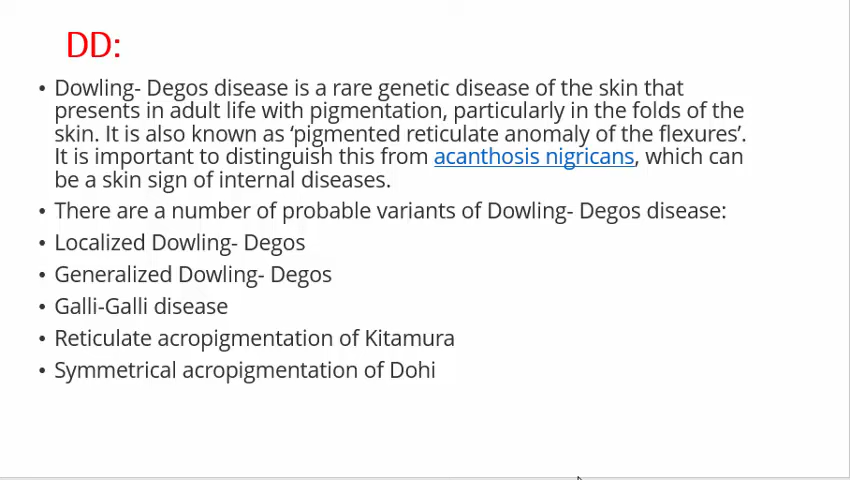 DD:
• Dowling- Degos disease is a rare genetic disease of the skin that
presents in adult life with pigmentation, particularly in the folds of the
skin. It is also known as ‘pigmented reticulate anomaly of the flexures’.
It is important to distinguish this from acanthosis nigricans, which can
be a skin sign of internal diseases.
• There are a number of probable variants of Dowling- Degos disease:
• Localized Dowling- Degos
• Generalized Dowling- Degos
• Galli-Galli disease
• Reticulate acropigmentation of Kitamura
• Symmetrical acropigmentation of Dohi